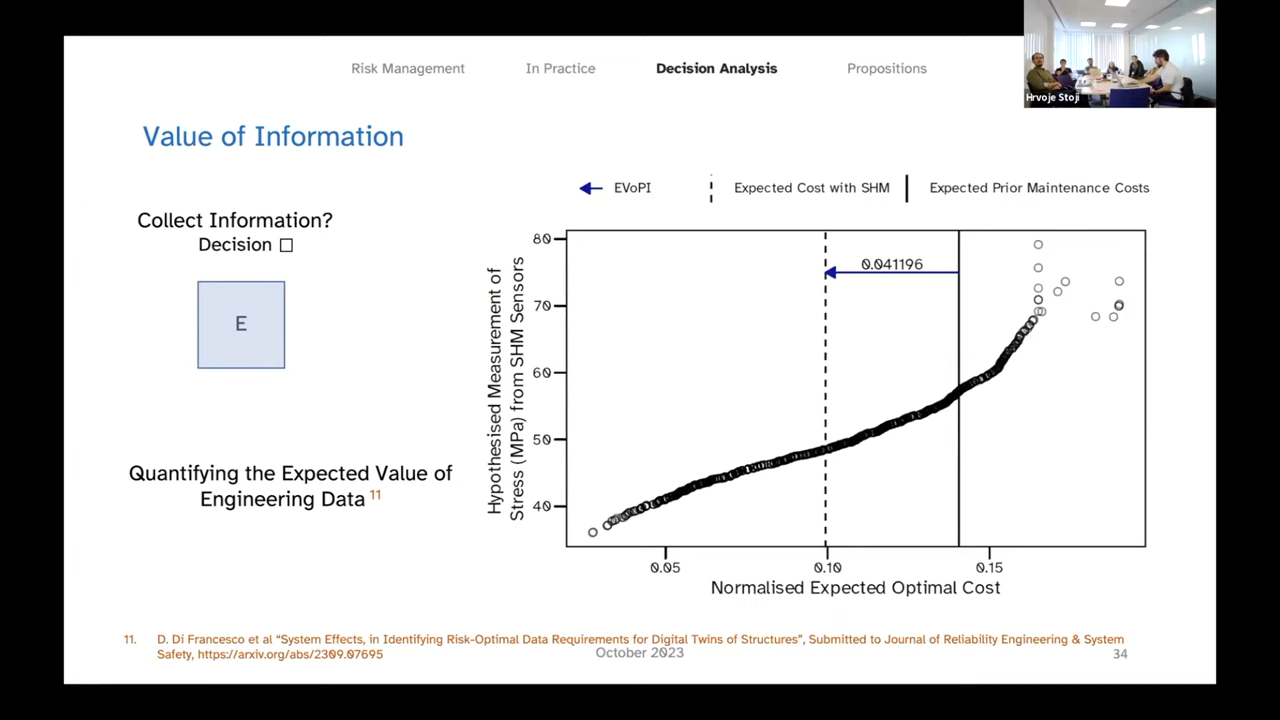 Risk Management In Practice Decision Analysis Propositions
Hrvoje Stoji
Value of Information
Collect Information?
Decision □
E
Quantifying the Expected Value of
Engineering Data 11
EVoPI Expected Cost with SHM Expected Prior Maintenance Costs
0.041196
Hypothesised Measurement of
Stress (MPa) from SHM Sensors
80
70
60
50
40
0.05 0.10 0.15
Normalised Expected Optimal Cost
11. D. Di Francesco et al “System Effects, in Identifying Risk-Optimal Data Requirements for Digital Twins of Structures”, Submitted to Journal of Reliability Engineering & System
Safety, https://arxiv.org/abs/2309.07695
October 2023
34